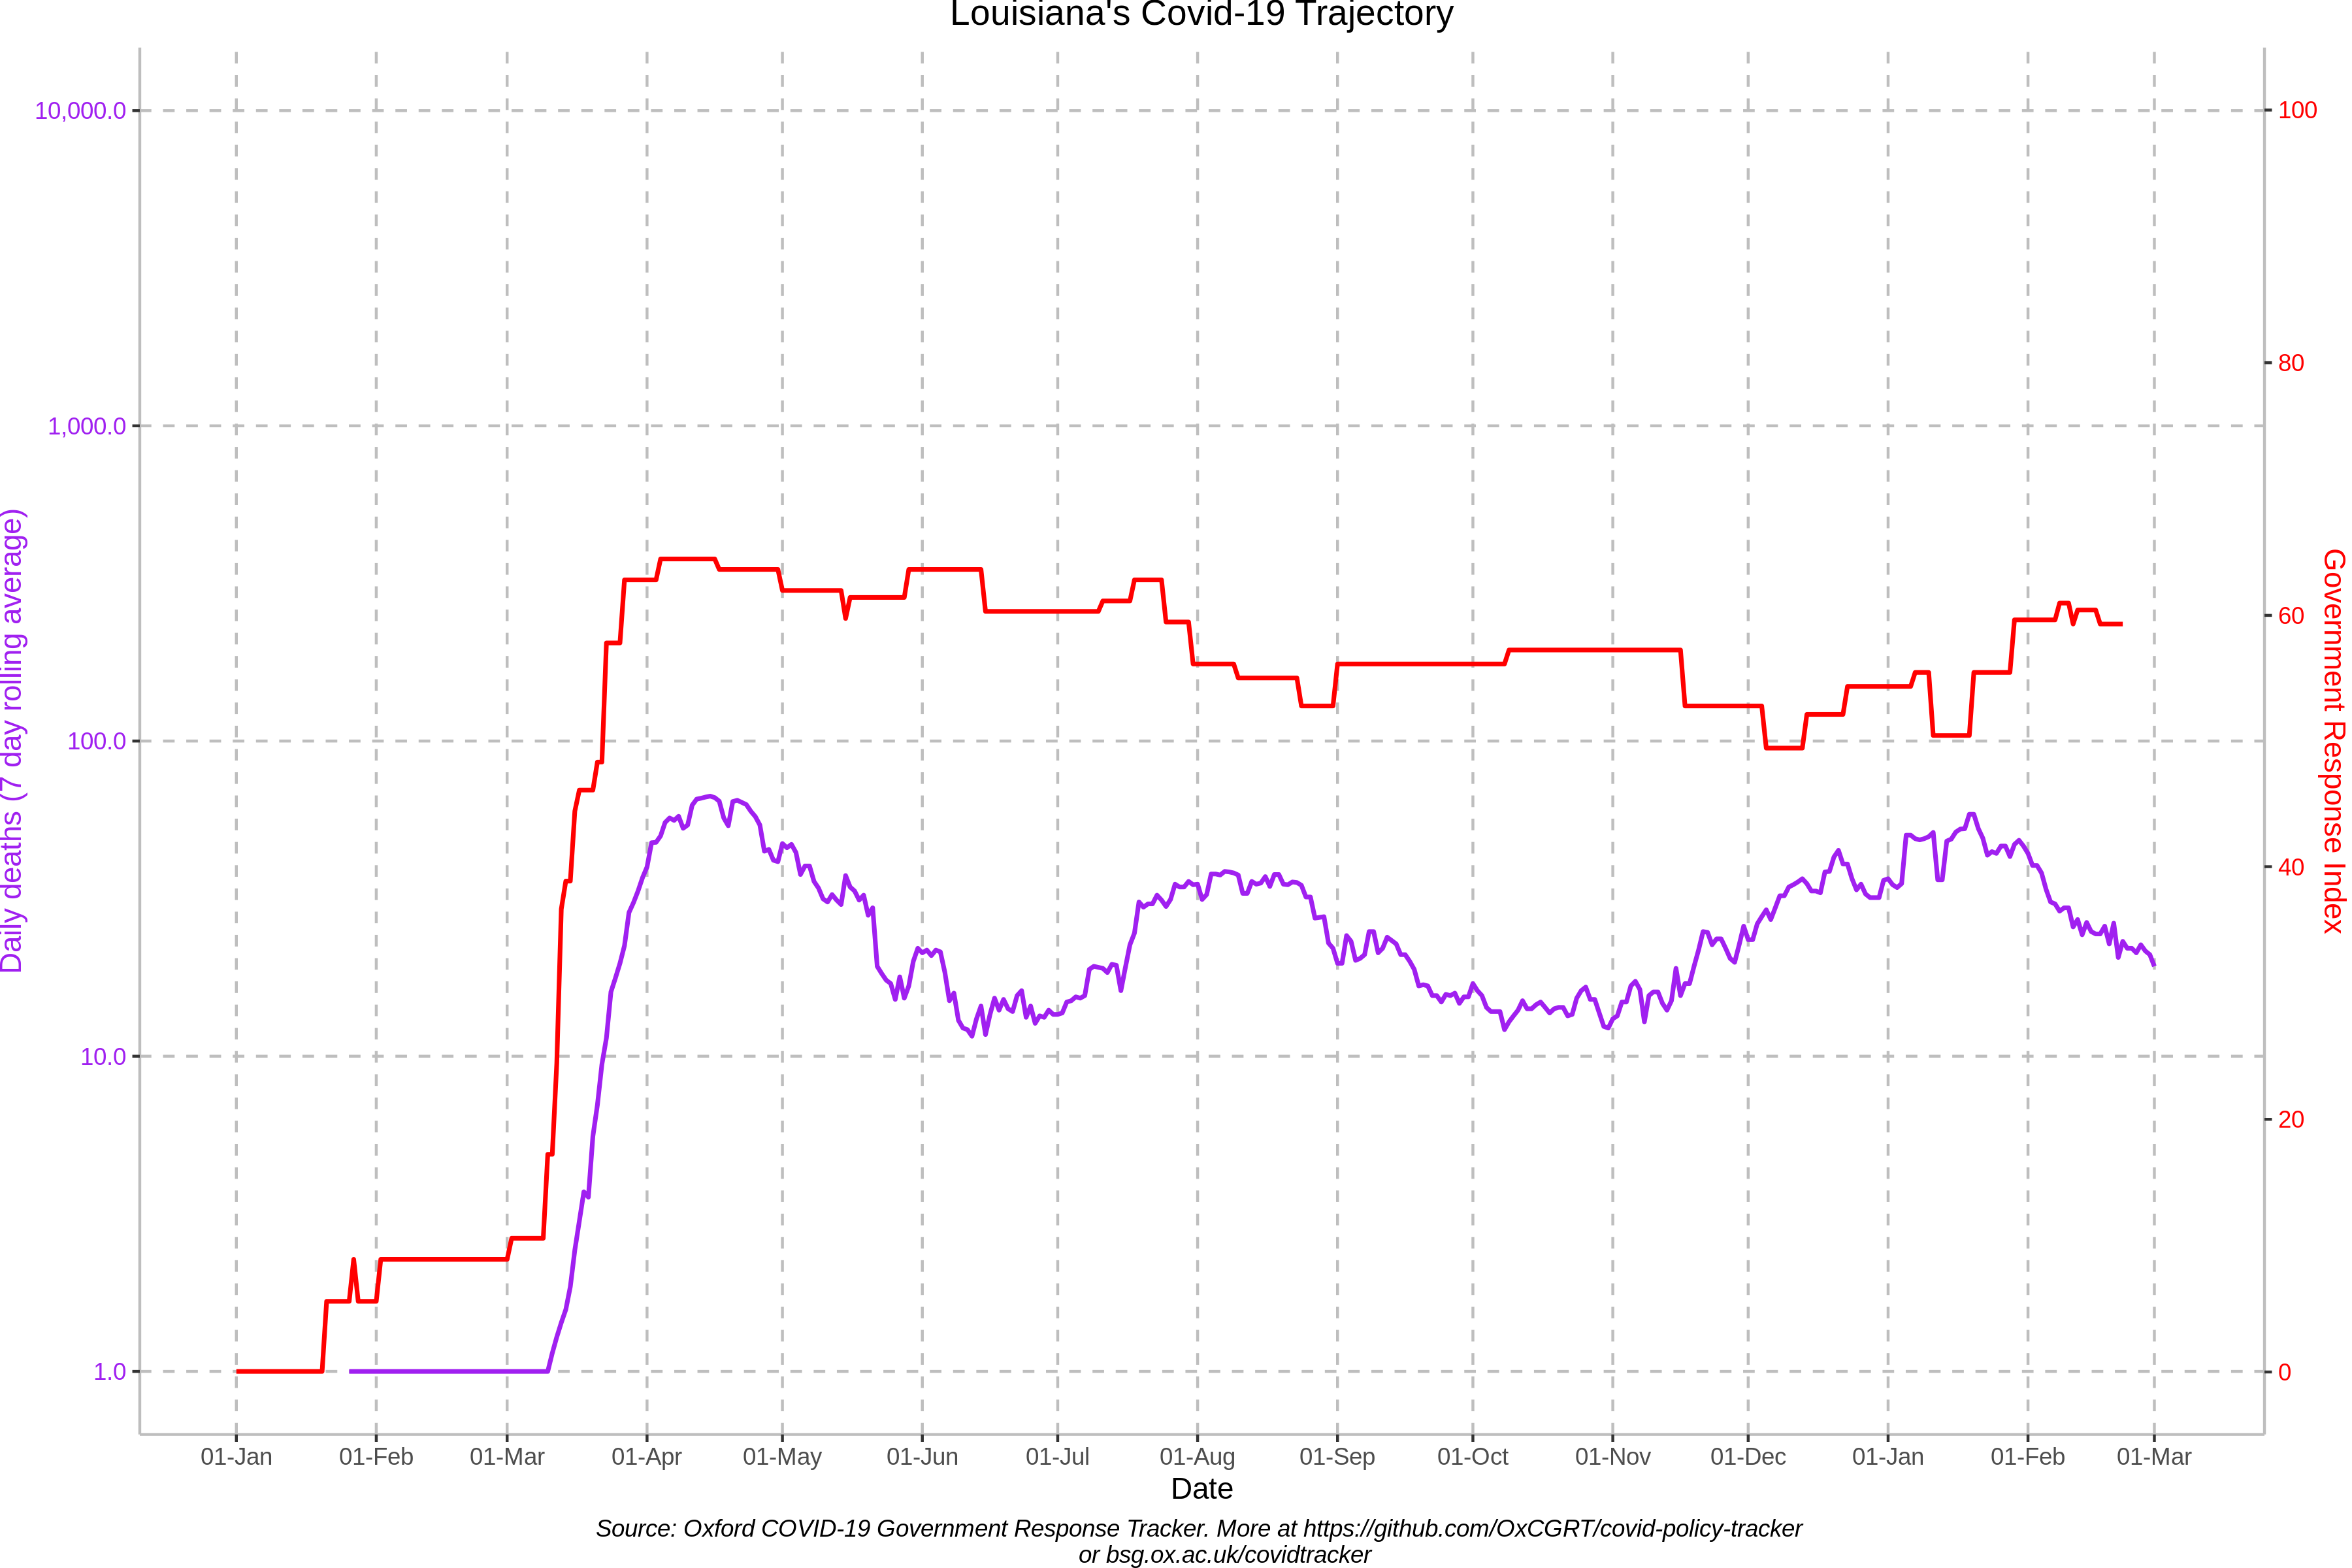 Louisiana's Covid-19 Trajectory
Daily deaths (7 day rolling average)
10,000.0
1,000.0
100.0
10.0
1.0
100
80
60
40
20
0
Government Response Index
01-Jan 01-Feb 01-Mar 01-Apr 01-May 01-Jun 01-Jul 01-Aug 01-Sep 01-Oct 01-Nov 01-Dec 01-Jan 01-Feb 01-Mar
Date
Source: Oxford COVID-19 Government Response Tracker. More at https://github.com/OxCGRT/covid-policy-tracker
or bsg.ox.ac.uk/covidtracker